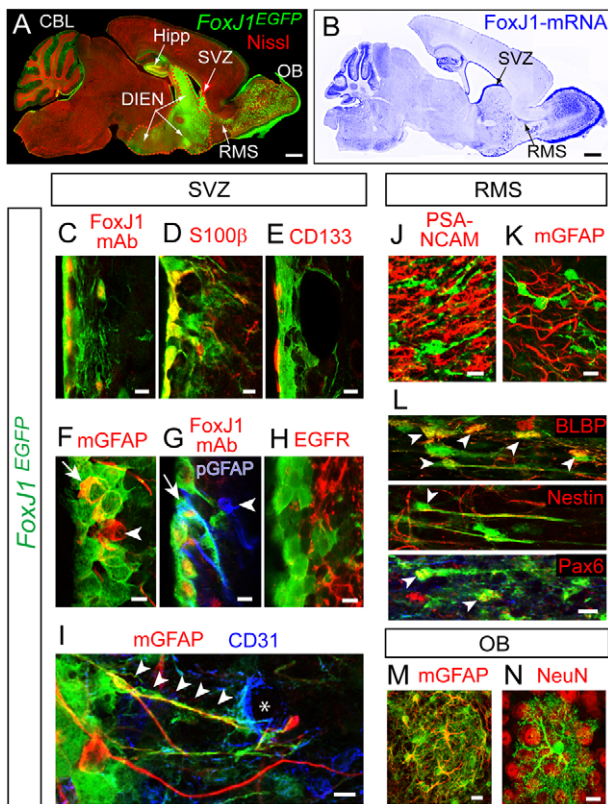 A
FoxJ1EGFP
Nissl
CBL
Hipp
SVZ
OB
DIEN
RMS
B
FoxJ1-mRNA
SVZ
RMS
SVZ
RMS
FoxJ1 EGFP
C
FoxJ1
mAb
D
S100β
E
CD133
J
PSA-
NCAM
K
mGFAP
F
mGFAP
G
FoxJ1
mAb
pGFAP
H
EGFR
L
BLBP
Nestin
Pax6
I
mGFAP
CD31
*
OB
M
mGFAP
N
NeuN